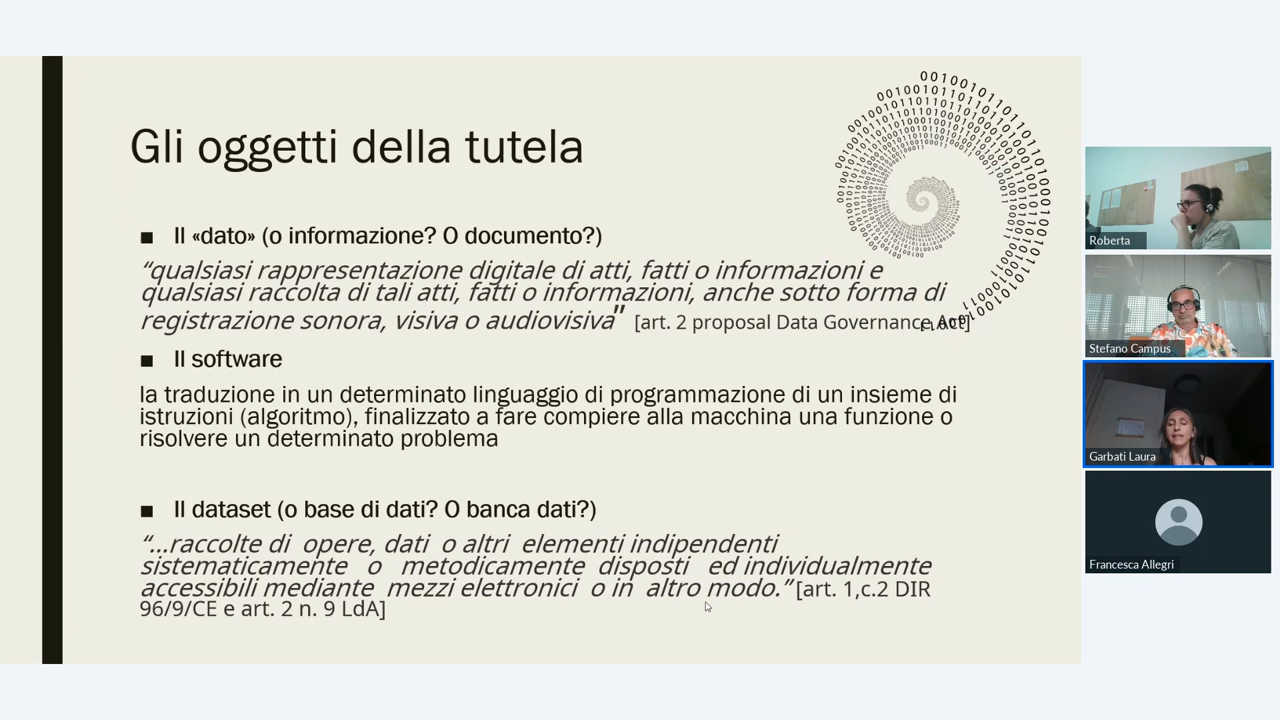 Gli oggetti della tutela
■ Il «dato» (o informazione? O documento?)
“qualsiasi rappresentazione digitale di atti, fatti o informazioni e
qualsiasi raccolta di tali atti, fatti o informazioni, anche sotto forma di
registrazione sonora, visiva o audiovisiva" [art. 2 proposal Data Governance Act]
■ Il software
la traduzione in un determinato linguaggio di programmazione di un insieme di
istruzioni (algoritmo), finalizzato a fare compiere alla macchina una funzione o
risolvere un determinato problema
■ Il dataset (o base di dati? O banca dati?)
“…raccolte di opere, dati o altri elementi indipendenti
sistematicamente o metodicamente disposti ed individualmente
accessibili mediante mezzi elettronici o in altro modo.” [art. 1,c.2 DIR
96/9/CE e art. 2 n. 9 LdA]
Roberta
Stefano Campus
Garbati Laura
Francesca Allegri